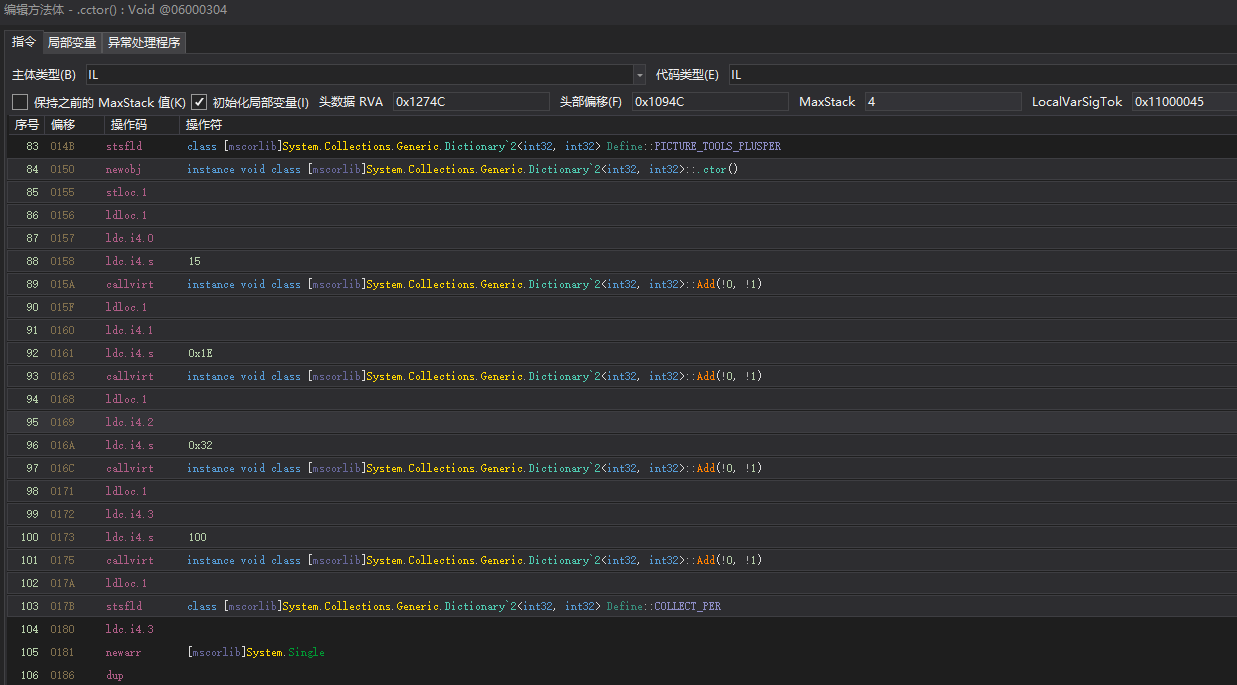 编辑方法体 - .cctor() : Void @06000304
指令 局部变量 异常处理程序
主体类型(B) IL 代码类型(E) IL
保持之前的 MaxStack 值(K) 初始化局部变量(I) 头数据 RVA 0x1274C 头部偏移(F) 0x1094C MaxStack 4 LocalVarSigTok 0x11000045
序号 偏移 操作码 操作符
83 014B stsfld class [mscorlib]System.Collections.Generic.Dictionary`2<int32, int32> Define::PICTURE_TOOLS_PLUSPER
84 0150 newobj instance void class [mscorlib]System.Collections.Generic.Dictionary`2<int32, int32>::.ctor()
85 0155 stloc.1
86 0156 ldloc.1
87 0157 ldc.i4.0
88 0158 ldc.i4.s 15
89 015A callvirt instance void class [mscorlib]System.Collections.Generic.Dictionary`2<int32, int32>::Add(!0, !1)
90 015F ldloc.1
91 0160 ldc.i4.1
92 0161 ldc.i4.s 0x1E
93 0163 callvirt instance void class [mscorlib]System.Collections.Generic.Dictionary`2<int32, int32>::Add(!0, !1)
94 0168 ldloc.1
95 0169 ldc.i4.2
96 016A ldc.i4.s 0x32
97 016C callvirt instance void class [mscorlib]System.Collections.Generic.Dictionary`2<int32, int32>::Add(!0, !1)
98 0171 ldloc.1
99 0172 ldc.i4.3
100 0173 ldc.i4.s 100
101 0175 callvirt instance void class [mscorlib]System.Collections.Generic.Dictionary`2<int32, int32>::Add(!0, !1)
102 017A ldloc.1
103 017B stsfld class [mscorlib]System.Collections.Generic.Dictionary`2<int32, int32> Define::COLLECT_PER
104 0180 ldc.i4.3
105 0181 newarr [mscorlib]System.Single
106 0186 dup